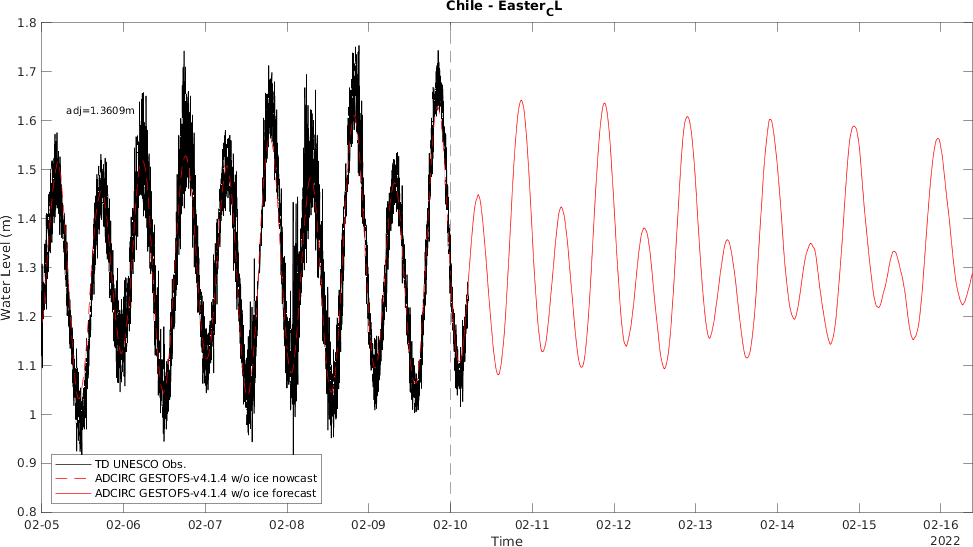 Chile - Easter_CL
adj=1.3609m
Water Level (m)
1.8
1.7
1.6
1.5
1.4
1.3
1.2
1.1
1
0.9
0.8
TD UNESCO Obs.
ADCIRC GESTOFS-v4.1.4 w/o ice nowcast
ADCIRC GESTOFS-v4.1.4 w/o ice forecast
02-05 02-06 02-07 02-08 02-09 02-10 02-11 02-12 02-13 02-14 02-15 02-16
Time
2022